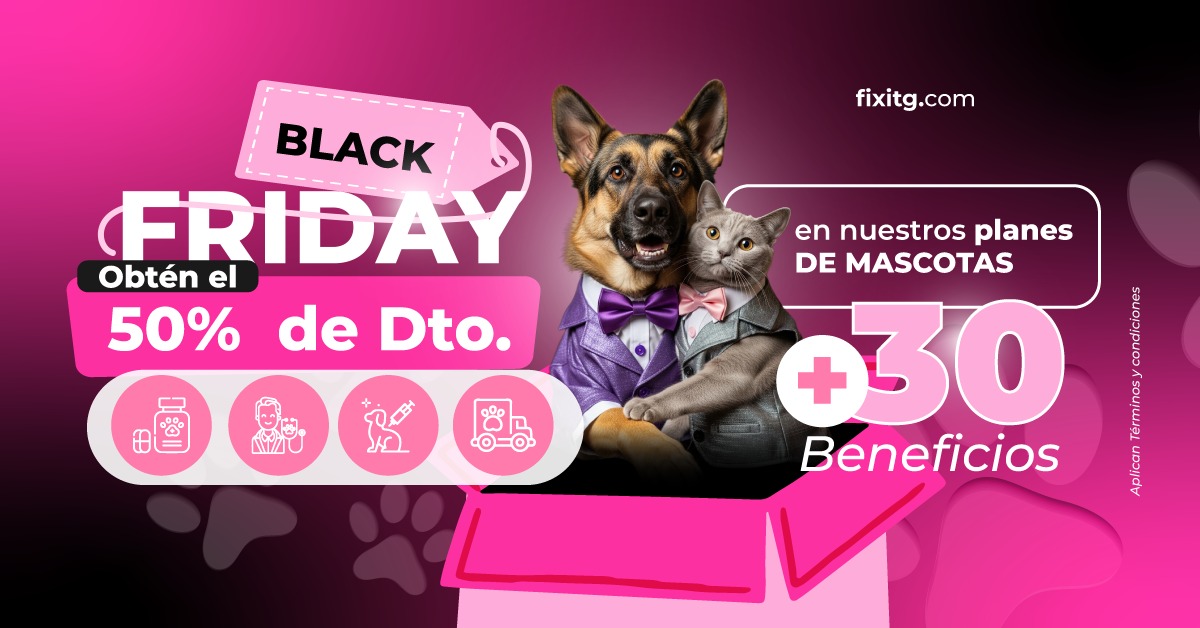 BLACK
FRIDAY
Obtén el
50% de Dto.
fixitg.com
en nuestros planes
DE MASCOTAS
+30
Beneficios
Aplican Términos y condiciones